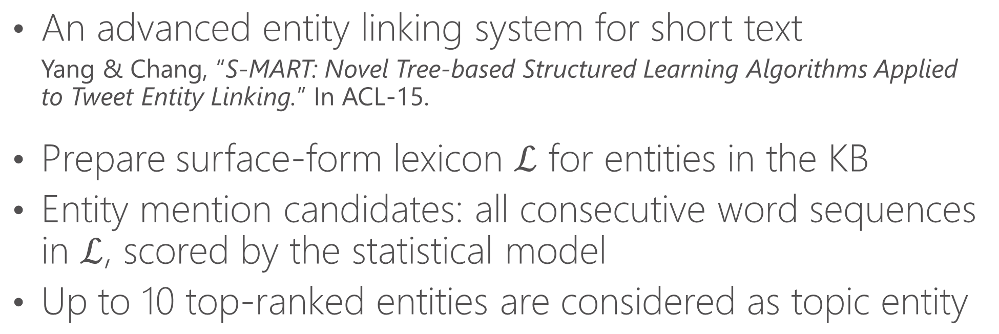 • An advanced entity linking system for short text
Yang & Chang, “S-MART: Novel Tree-based Structured Learning Algorithms Applied
to Tweet Entity Linking.” In ACL-15.
• Prepare surface-form lexicon ℒ for entities in the KB
• Entity mention candidates: all consecutive word sequences
in ℒ, scored by the statistical model
• Up to 10 top-ranked entities are considered as topic entity